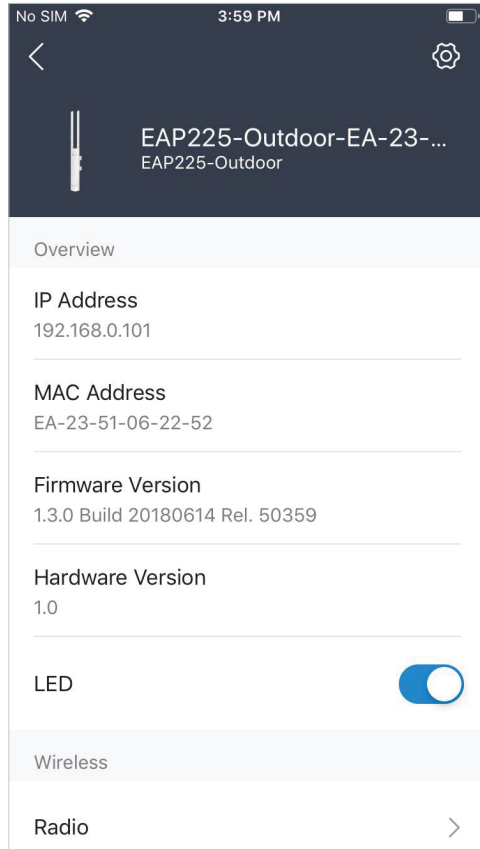 No SIM 3:59 PM
EAP225-Outdoor-EA-23-...
EAP225-Outdoor
Overview
IP Address
192.168.0.101
MAC Address
EA-23-51-06-22-52
Firmware Version
1.3.0 Build 20180614 Rel. 50359
Hardware Version
1.0
LED
Wireless
Radio